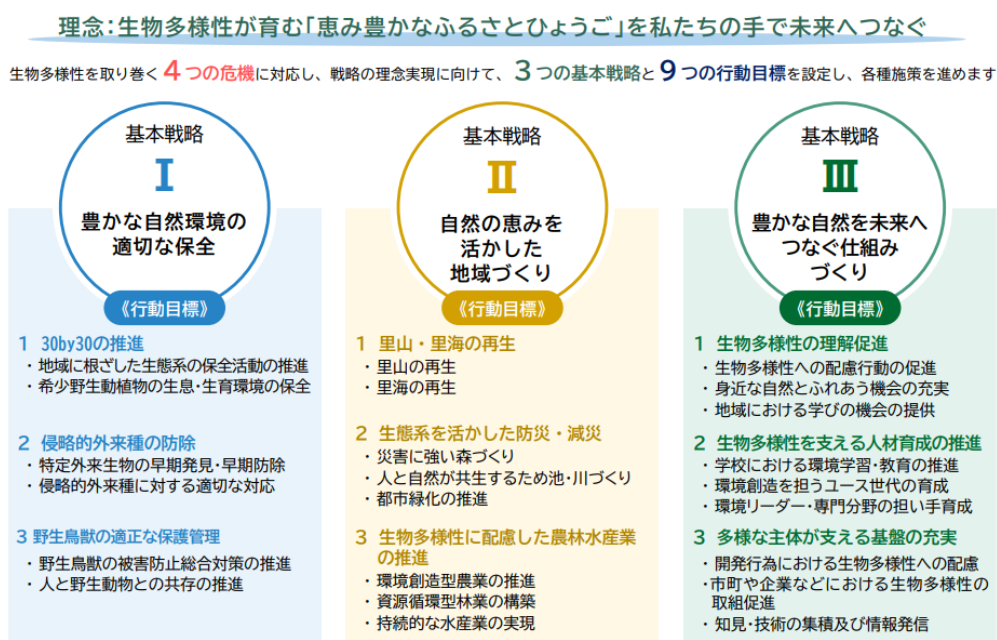 理念：生物多様性が育む「恵み豊かなふるさとひょうご」を私たちの手で未来へつなぐ
生物多様性を取り巻く4つの危機に対応し、戦略の理念実現に向けて、3つの基本戦略と9つの行動目標を設定し、各種施策を進めます
基本戦略
Ⅰ
豊かな自然環境の
適切な保全
《行動目標》
1 30by30の推進
・地域に根ざした生態系の保全活動の推進
・希少野生動植物の生息・生育環境の保全
2 侵略的外来種の防除
・特定外来生物の早期発見・早期防除
・侵略的外来種に対する適切な対応
3 野生鳥獣の適正な保護管理
・野生鳥獣の被害防止総合対策の推進
・人と野生動物との共存の推進
基本戦略
Ⅱ
自然の恵みを
活かした
地域づくり
《行動目標》
1 里山・里海の再生
・里山の再生
・里海の再生
2 生態系を活かした防災・減災
・災害に強い森づくり
・人と自然が共生するため池・川づくり
・都市緑化の推進
3 生物多様性に配慮した農林水産業
の推進
・環境創造型農業の推進
・資源循環型林業の構築
・持続的な水産業の実現
基本戦略
Ⅲ
豊かな自然を未来へ
つなぐ仕組み
づくり
《行動目標》
1 生物多様性の理解促進
・生物多様性への配慮行動の促進
・身近な自然とふれあう機会の充実
・地域における学びの機会の提供
2 生物多様性を支える人材育成の推進
・学校における環境学習・教育の推進
・環境創造を担うユース世代の育成
・環境リーダー・専門分野の担い手育成
3 多様な主体が支える基盤の充実
・開発行為における生物多様性への配慮
・市町や企業などにおける生物多様性の
取組促進
・知見・技術の集積及び情報発信